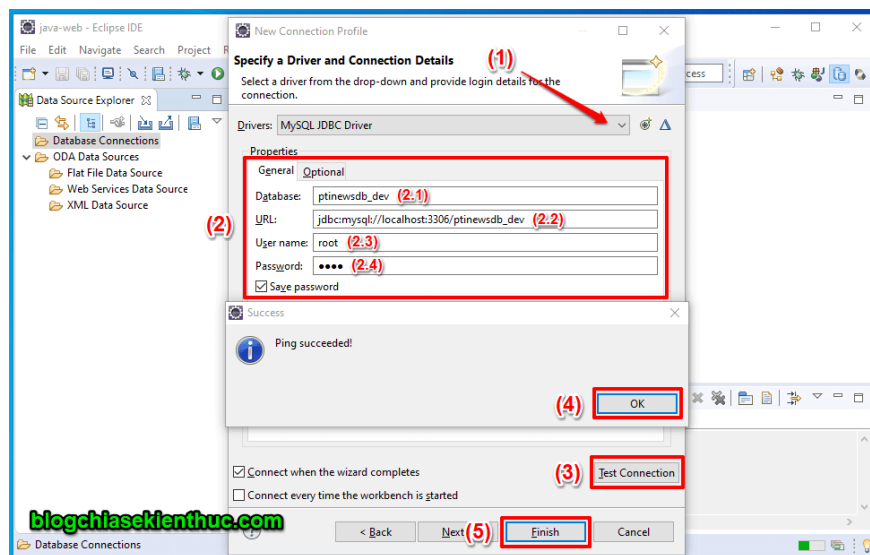 java-web - Eclipse IDE
File Edit Navigate Search Project
Data Source Explorer
Database Connections
ODA Data Sources
Flat File Data Source
Web Services Data Source
XML Data Source
New Connection Profile
Specify a Driver and Connection Details
(1)
Select a driver from the drop-down and provide login details for the
connection.
Drivers: MySQL JDBC Driver
Properties
General Optional
(2)
Database: ptinewsdb_dev (2.1)
URL: jdbc:mysql://localhost:3306/ptinewsdb_dev (2.2)
User name: root (2.3)
Password: •••• (2.4)
Save password
Success
Ping succeeded!
(4) OK
Connect when the wizard completes
(3) Test Connection
Connect every time the workbench is started
< Back Next (5) Finish Cancel
blogchiasekienthuc.com
Database Connections